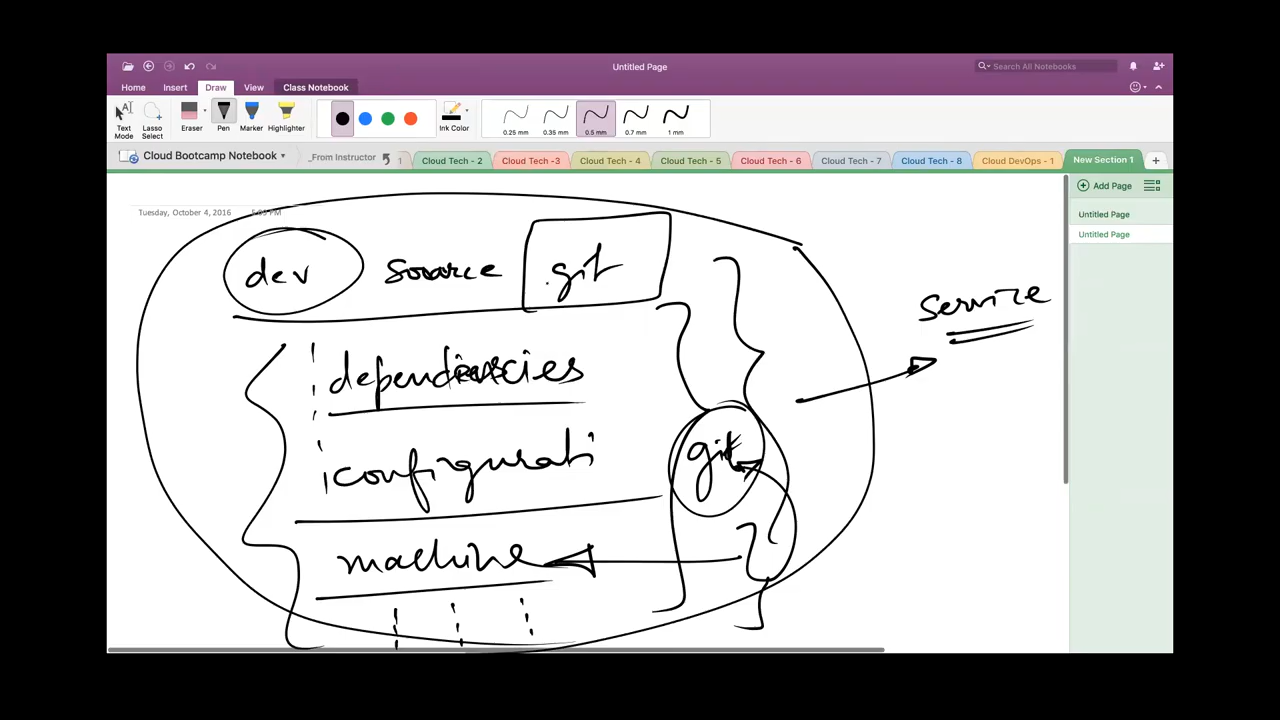 Untitled Page
Search All Notebooks
Home Insert Draw View Class Notebook
Text Mode
Lasso Select
Eraser
Pen
Marker
Highlighter
Ink Color
0.25 mm 0.35 mm 0.5 mm 0.7 mm 1 mm
Cloud Bootcamp Notebook
_From Instructor 1 Cloud Tech - 2 Cloud Tech -3 Cloud Tech - 4 Cloud Tech - 5 Cloud Tech - 6 Cloud Tech - 7 Cloud Tech - 8 Cloud DevOps - 1 New Section 1
Add Page
Untitled Page
Untitled Page
Tuesday, October 4, 2016
dev source .git
service
dependencies
configurati
git
machine